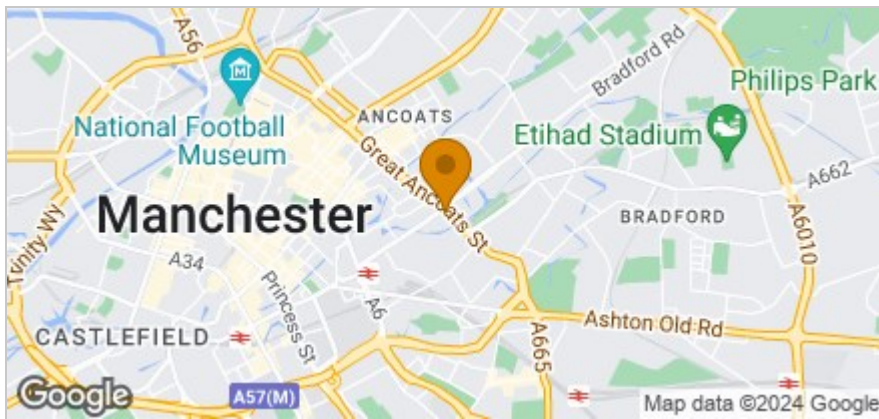 A56
Bradford Rd
Philips Park
ANCOATS
National Football
Museum
Etihad Stadium
Great Ancoats St
A662
Manchester
BRADFORD
Trinity Wy
A6010
A34
Princess St
A6
CASTLEFIELD
Ashton Old Rd
A665
A57(M)
Google
Map data ©2024 Google